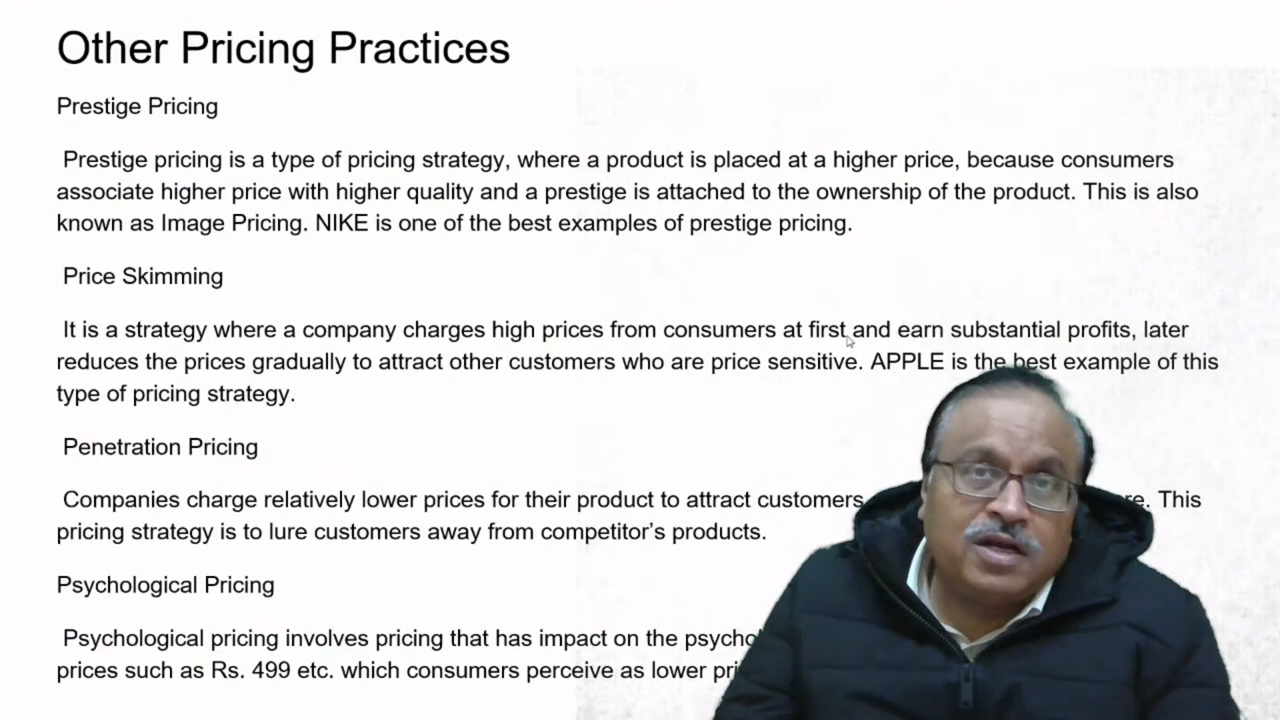 Other Pricing Practices
Prestige Pricing
Prestige pricing is a type of pricing strategy, where a product is placed at a higher price, because consumers
associate higher price with higher quality and a prestige is attached to the ownership of the product. This is also
known as Image Pricing. NIKE is one of the best examples of prestige pricing.
Price Skimming
It is a strategy where a company charges high prices from consumers at first and earn substantial profits, later
reduces the prices gradually to attract other customers who are price sensitive. APPLE is the best example of this
type of pricing strategy.
Penetration Pricing
Companies charge relatively lower prices for their product to attract customers This
pricing strategy is to lure customers away from competitor's products.
Psychological Pricing
Psychological pricing involves pricing that has impact on the
prices such as Rs. 499 etc. which consumers perceive as lower